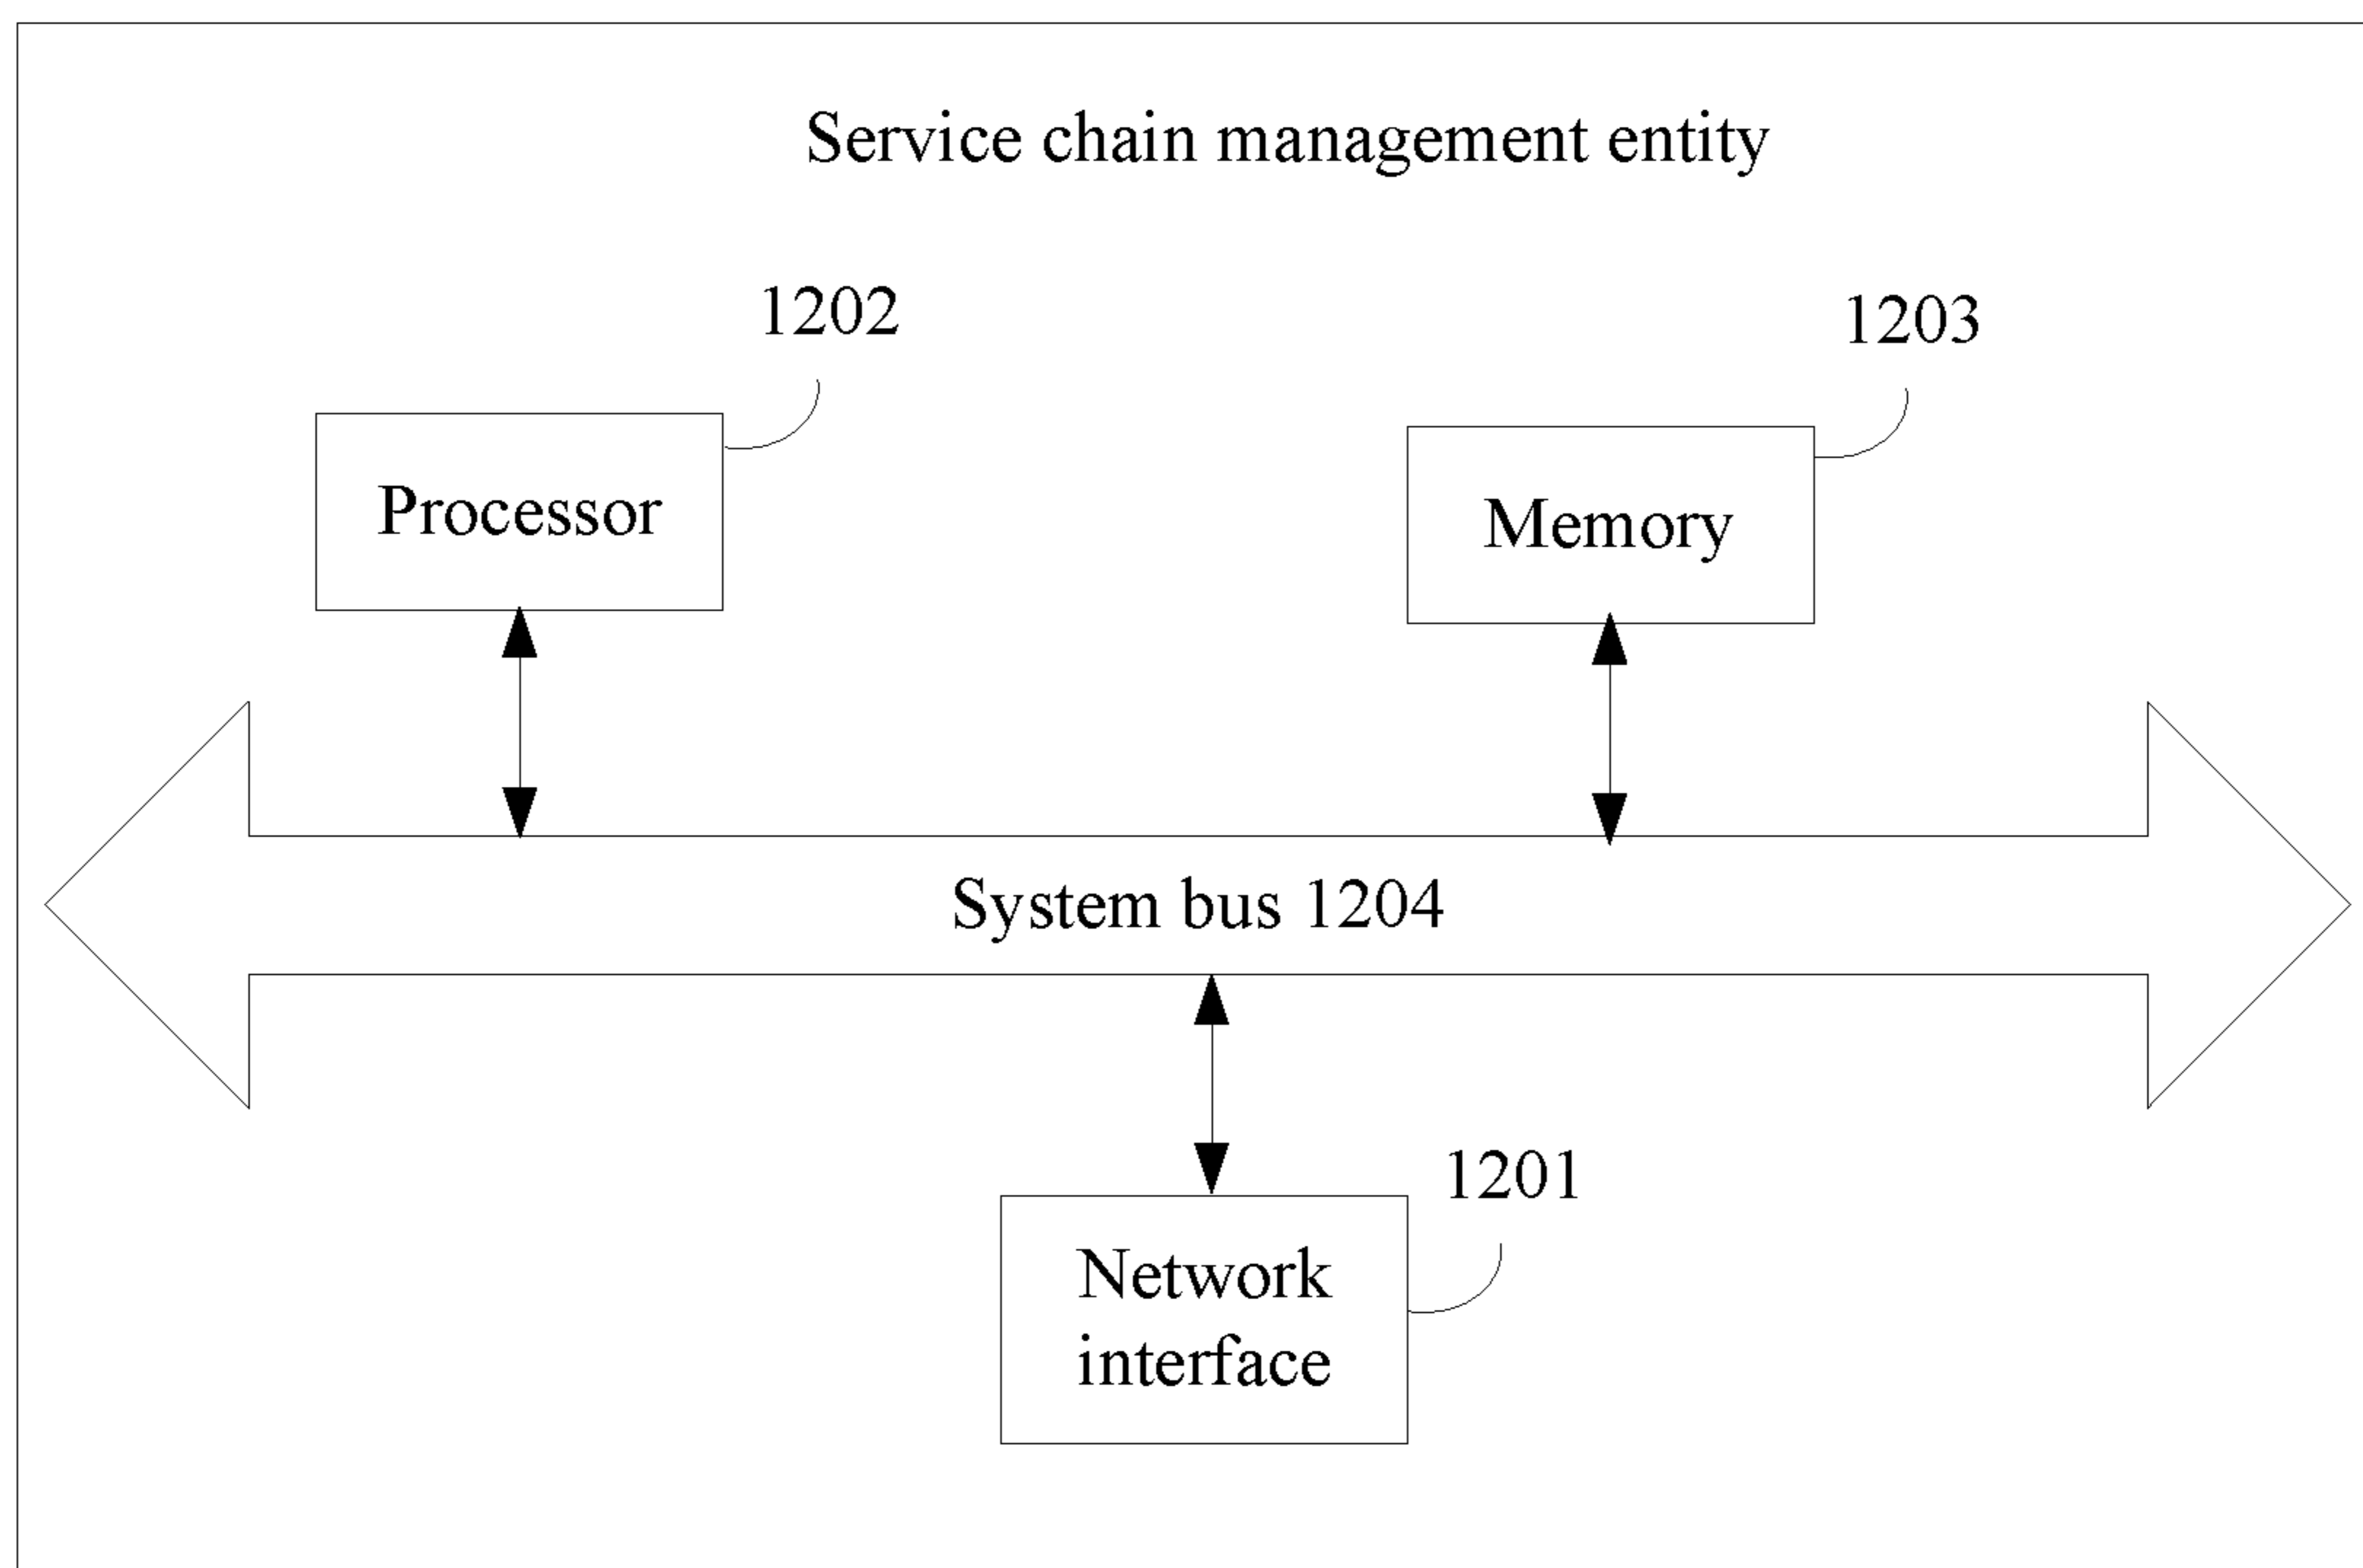 Service chain management entity
1202
1203
Processor
Memory
System bus 1204
1201
Network
interface